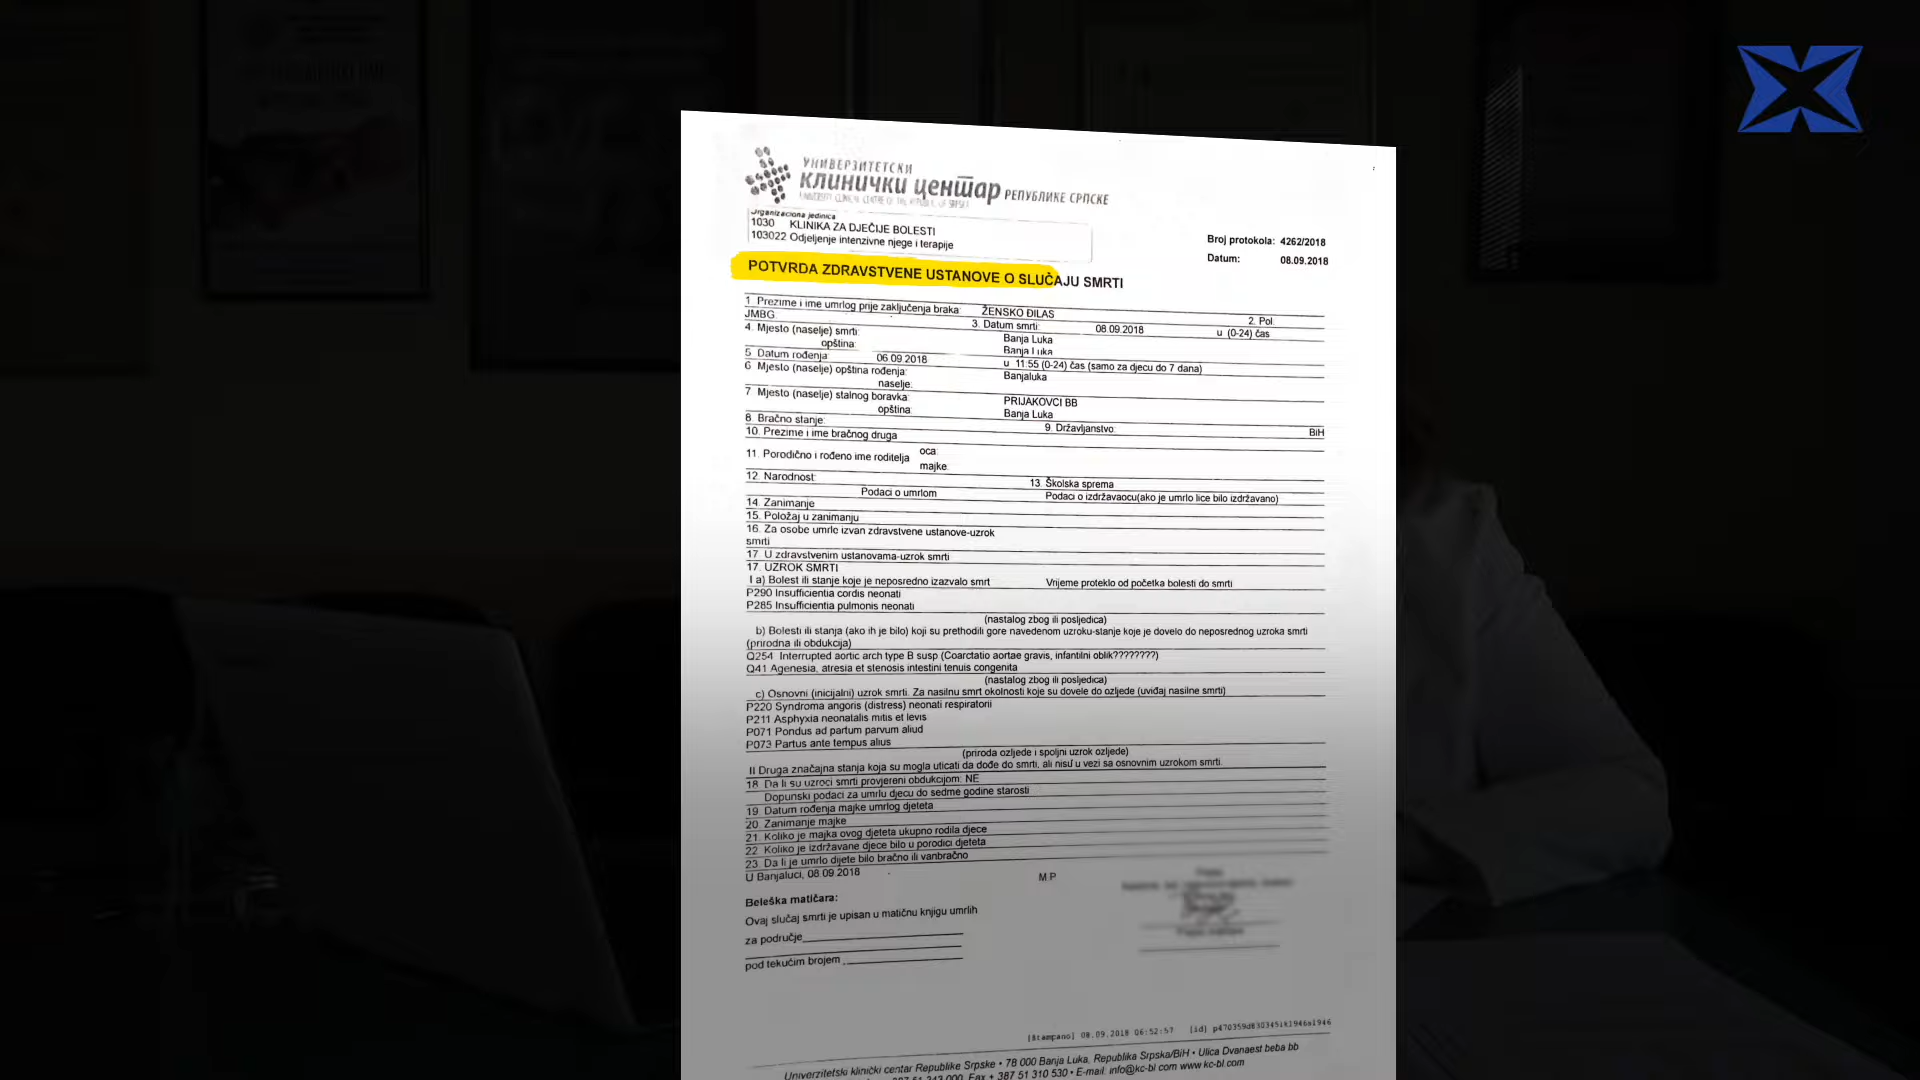 УНИВЕРЗИТЕТСКИ
КЛИНИЧКИ ЦЕНТАР РЕПУБЛИКЕ СРПСКЕ
UNIVERSITY CLINICAL CENTRE OF THE REPUBLIC OF SRPSKA
Organizaciona jedinica
1030 KLINIKA ZA DJEČIJE BOLESTI
103022 Odjeljenje intenzivne njege i terapije
Broj protokola: 4262/2018
Datum: 08.09.2018
POTVRDA ZDRAVSTVENE USTANOVE O SLUČAJU SMRTI
1. Prezime i ime umrlog prije zaključenja braka: ŽENSKO ĐILAS 2. Pol:
JMBG: 3. Datum smrti: 08.09.2018 u (0-24) čas
4. Mjesto (naselje) smrti: Banja Luka
opština: Banja Luka
5. Datum rođenja: 06.09.2018 u 11:55 (0-24) čas (samo za djecu do 7 dana)
6. Mjesto (naselje) opština rođenja: Banjaluka
naselje:
7. Mjesto (naselje) stalnog boravka: PRIJAKOVCI BB
opština: Banja Luka
8. Bračno stanje: 9. Državljanstvo: BiH
10. Prezime i ime bračnog druga
11. Porodično i rođeno ime roditelja oca:
majke:
12. Narodnost: 13. Školska sprema
Podaci o umrlom Podaci o izdržavaocu(ako je umrlo lice bilo izdržavano)
14. Zanimanje
15. Položaj u zanimanju
16. Za osobe umrle izvan zdravstvene ustanove-uzrok
smrti
17. U zdravstvenim ustanovama-uzrok smrti
17. UZROK SMRTI
I a) Bolest ili stanje koje je neposredno izazvalo smrt Vrijeme proteklo od početka bolesti do smrti
P290 Insufficientia cordis neonati
P285 Insufficientia pulmonis neonati
(nastalog zbog ili posljedica)
b) Bolesti ili stanja (ako ih je bilo) koji su prethodili gore navedenom uzroku-stanje koje je dovelo do neposrednog uzroka smrti
(prirodna ili obdukcija)
Q254 Interrupted aortic arch type B susp (Coarctatio aortae gravis, infantilni oblik????????)
Q41 Agenesia, atresia et stenosis intestini tenuis congenita
(nastalog zbog ili posljedica)
c) Osnovni (inicijalni) uzrok smrti. Za nasilnu smrt okolnosti koje su dovele do ozljede (uviđaj nasilne smrti)
P220 Syndroma angoris (distress) neonati respiratorii
P211 Asphyxia neonatalis mitis et levis
P071 Pondus ad partum parvum aliud
P073 Partus ante tempus alius
(priroda ozljede i spoljni uzrok ozljede)
II Druga značajna stanja koja su mogla uticati da dođe do smrti, ali nisu u vezi sa osnovnim uzrokom smrti.
18. Da li su uzroci smrti provjereni obdukcijom: NE
Dopunski podaci za umrlu djecu do sedme godine starosti
19. Datum rođenja majke umrlog djeteta
20. Zanimanje majke
21. Koliko je majka ovog djeteta ukupno rodila djece
22. Koliko je izdržavane djece bilo u porodici djeteta
23. Da li je umrlo dijete bilo bračno ili vanbračno
U Banjaluci, 08.09.2018
M.P
Beleška matičara:
Ovaj slučaj smrti je upisan u matičnu knjigu umrlih
za područje
pod tekućim brojem
[štampano] 08.09.2018 06:52:57
Univerzitetski klinički centar Republike Srpske • 78 000 Banja Luka, Republika Srpska/BiH • Ulica Dvanaest beba bb
Fax + 387 51 310 530 • E-mail: info@kc-bl.com www.kc-bl.com